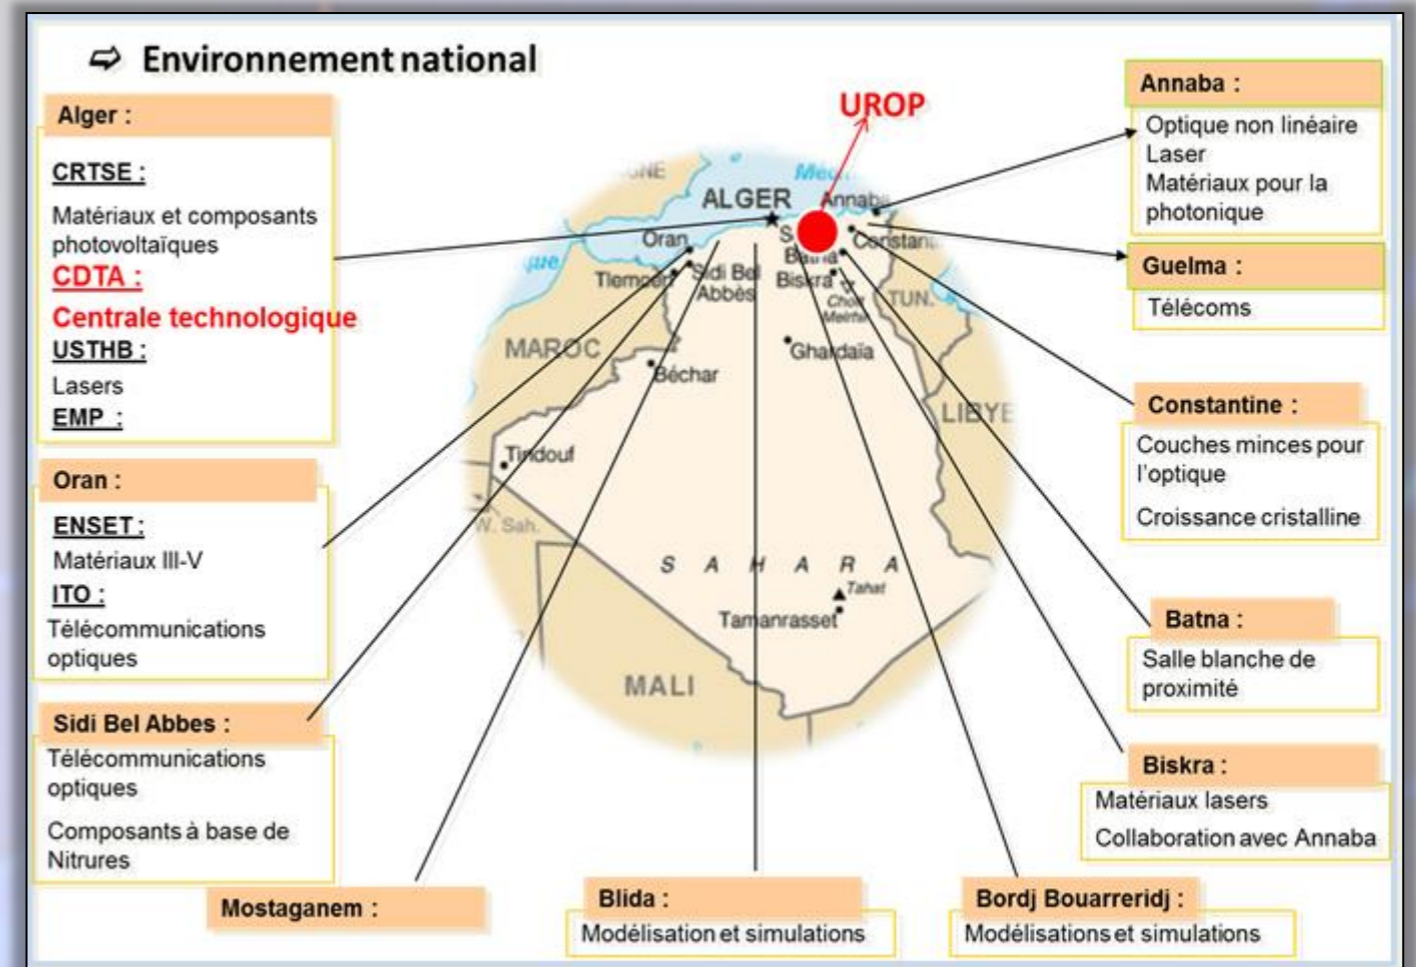 ⇨ Environnement national
Alger :
CRTSE :
Matériaux et composants
photovoltaïques
CDTA :
Centrale technologique
USTHB :
Lasers
EMP :
Oran :
ENSET :
Matériaux III-V
ITO :
Télécommunications
optiques
Sidi Bel Abbes :
Télécommunications
optiques
Composants à base de
Nitrures
Mostaganem :
Blida :
Modélisation et simulations
Bordj Bouarreridj :
Modélisations et simulations
UROP
ALGER
Annaba
Oran
S
Constant
Batna
Tlemcen
Sidi Bel
Abbès
Biskra
Chott
Melrhir
TUN.
MAROC
Ghardaïa
Béchar
LIBYE
Tindouf
W. Sah.
S A H A R A
Tahat
Tamanrasset
MALI
Annaba :
Optique non linéaire
Laser
Matériaux pour la
photonique
Guelma :
Télécoms
Constantine :
Couches minces pour
l'optique
Croissance cristalline
Batna :
Salle blanche de
proximité
Biskra :
Matériaux lasers
Collaboration avec Annaba